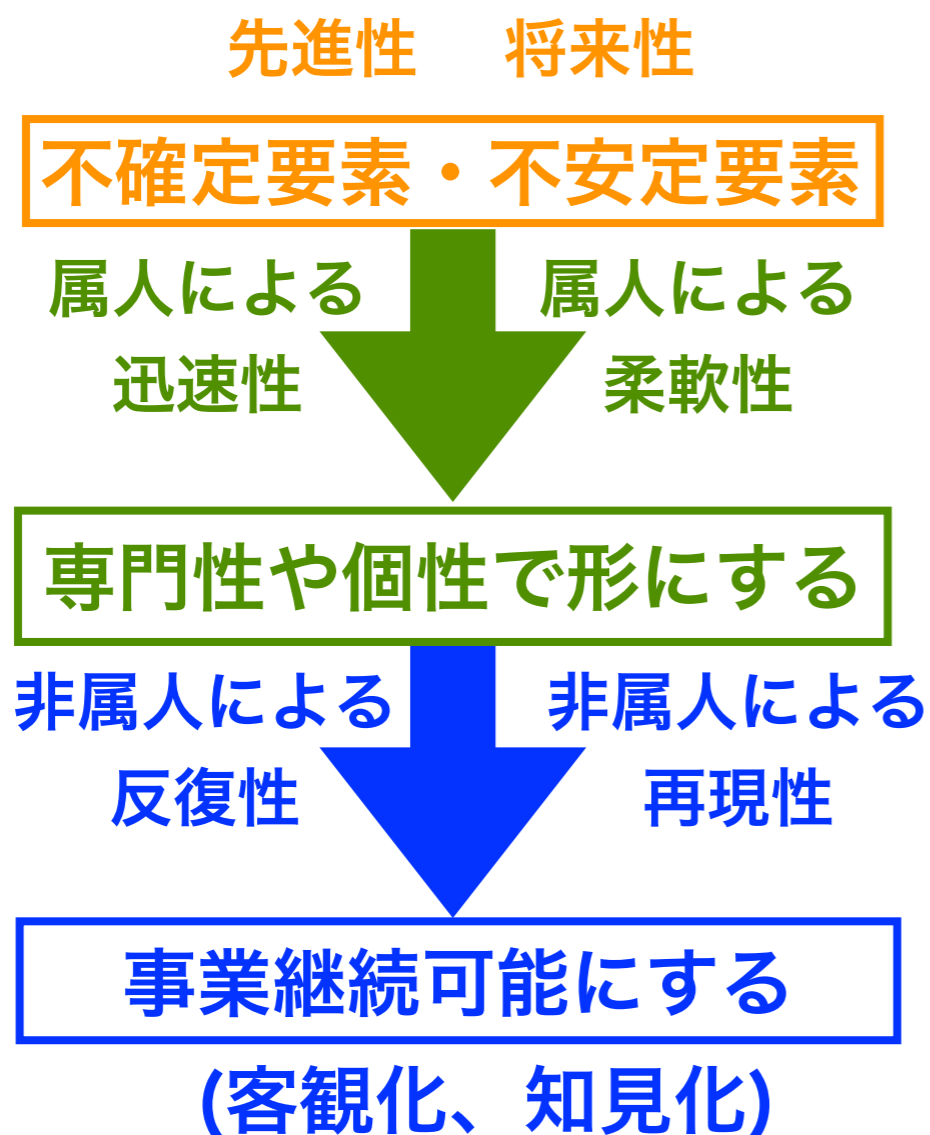 先進性 将来性
不確定要素・不安定要素
属人による 属人による
迅速性 柔軟性
専門性や個性で形にする
非属人による 非属人による
反復性 再現性
事業継続可能にする
(客観化、知見化)